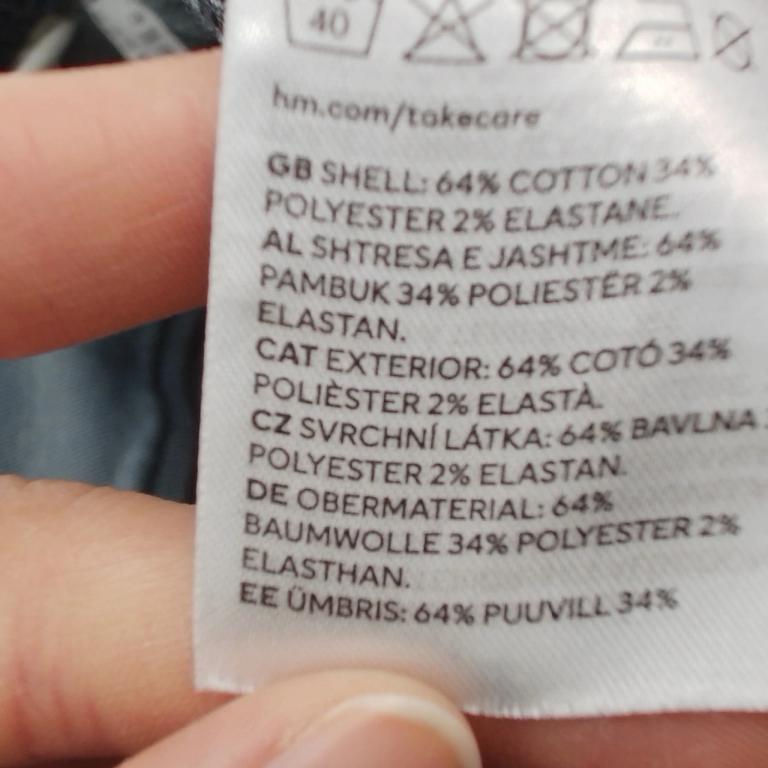 40
hm.com/takecare
GB SHELL: 64% COTTON 34%
POLYESTER 2% ELASTANE.
AL SHTRESA E JASHTME: 64%
PAMBUK 34% POLIESTËR 2%
ELASTAN.
CAT EXTERIOR: 64% COTÓ 34%
POLIÈSTER 2% ELASTÀ.
CZ SVRCHNÍ LÁTKA: 64% BAVLNA
POLYESTER 2% ELASTAN.
DE OBERMATERIAL: 64%
BAUMWOLLE 34% POLYESTER 2%
ELASTHAN.
EE ÜMBRIS: 64% PUUVILL 34%